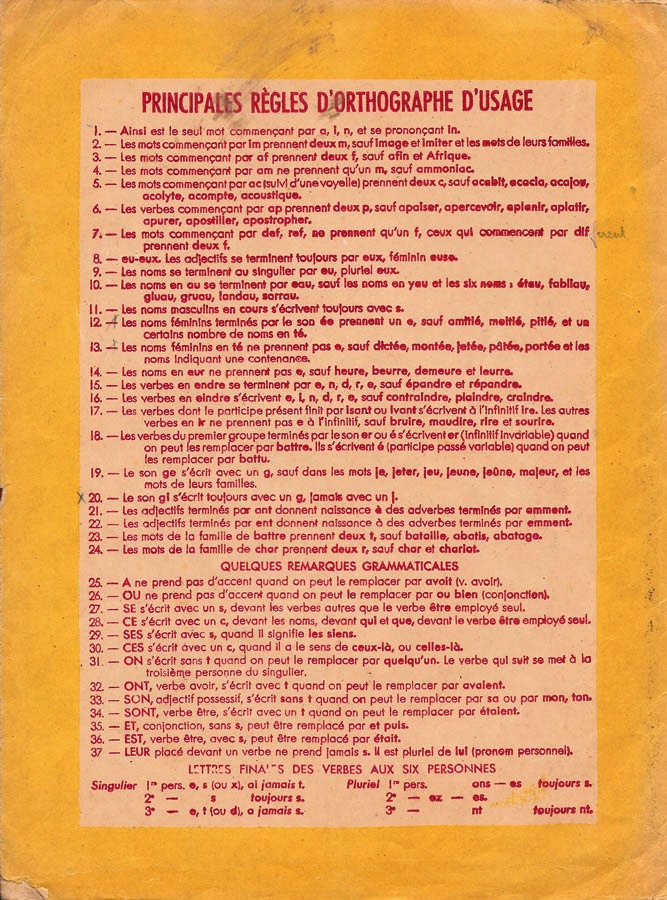 PRINCIPALES RÈGLES D'ORTHOGRAPHE D'USAGE
1. — Ainsi est le seul mot commençant par a, i, n, et se prononçant in.
2. — Les mots commençant par im prennent deux m, sauf image et imiter et les mots de leurs familles.
3. — Les mots commençant par af prennent deux f, sauf afin et Afrique.
4. — Les mots commençant par am ne prennent qu'un m, sauf ammoniac.
5. — Les mots commençant par ac (suivi d'une voyelle) prennent deux c, sauf acabit, acacia, acajou,
acolyte, acompte, acoustique.
6. — Les verbes commençant par ap prennent deux p, sauf apaiser, apercevoir, aplanir, aplatir,
apurer, apostiller, apostropher.
7. — Les mots commençant par def, ref, ne prennent qu'un f, ceux qui commencent par dif
prennent deux f.
8. — eu-eux. Les adjectifs se terminent toujours par eux, féminin euse.
9. — Les noms se terminent au singulier par eu, pluriel eux.
10. — Les noms en au se terminent par eau, sauf les noms en yau et les six noms : étau, fabliau,
gluau, gruau, landau, sarrau.
11. — Les noms masculins en cours s'écrivent toujours avec s.
12. — Les noms féminins terminés par le son ée prennent un e, sauf amitié, moitié, pitié, et un
certain nombre de noms en té.
13. — Les noms féminins en té ne prennent pas e, sauf dictée, montée, jetée, pâtée, portée et les
noms indiquant une contenance.
14. — Les noms en eur ne prennent pas e, sauf heure, beurre, demeure et leurre.
15. — Les verbes en endre se terminent par e, n, d, r, e, sauf épandre et répandre.
16. — Les verbes en eindre s'écrivent e, i, n, d, r, e, sauf contraindre, plaindre, craindre.
17. — Les verbes dont le participe présent finit par isant ou ivant s'écrivent à l'infinitif ire. Les autres
verbes en ir ne prennent pas e à l'infinitif, sauf bruire, maudire, rire et sourire.
18. — Les verbes du premier groupe terminés par le son er ou é s'écrivent er (infinitif invariable) quand
on peut les remplacer par battre. Ils s'écrivent é (participe passé variable) quand on peut
les remplacer par battu.
19. — Le son ge s'écrit avec un g, sauf dans les mots je, jeter, jeu, jeune, jeûne, majeur, et les
mots de leurs familles.
20. — Le son gi s'écrit toujours avec un g, jamais avec un j.
21. — Les adjectifs terminés par ant donnent naissance à des adverbes terminés par amment.
22. — Les adjectifs terminés par ent donnent naissance à des adverbes terminés par emment.
23. — Les mots de la famille de battre prennent deux t, sauf bataille, abatis, abatage.
24. — Les mots de la famille de char prennent deux r, sauf char et chariot.
QUELQUES REMARQUES GRAMMATICALES
25. — A ne prend pas d'accent quand on peut le remplacer par avait (v. avoir).
26. — OU ne prend pas d'accent quand on peut le remplacer par ou bien (conjonction).
27. — SE s'écrit avec un s, devant les verbes autres que le verbe être employé seul.
28. — CE s'écrit avec un c, devant les noms, devant qui et que, devant le verbe être employé seul.
29. — SES s'écrit avec s, quand il signifie les siens.
30. — CES s'écrit avec un c, quand il a le sens de ceux-là, ou celles-là.
31. — ON s'écrit sans t quand on peut le remplacer par quelqu'un. Le verbe qui suit se met à la
troisième personne du singulier.
32. — ONT, verbe avoir, s'écrit avec t quand on peut le remplacer par avaient.
33. — SON, adjectif possessif, s'écrit sans t quand on peut le remplacer par sa ou par mon, ton.
34. — SONT, verbe être, s'écrit avec un t quand on peut le remplacer par étaient.
35. — ET, conjonction, sans s, peut être remplacé par et puis.
36. — EST, verbe être, avec s, peut être remplacé par était.
37 — LEUR placé devant un verbe ne prend jamais s. Il est pluriel de lui (pronom personnel).
LETTRES FINALES DES VERBES AUX SIX PERSONNES
Singulier 1re pers. e, s (ou x), ai jamais t. Pluriel 1re pers. ons — es toujours s.
2e — s toujours s. 2e — ez — es.
3e — e, t (ou d), a jamais s. 3e — nt toujours nt.